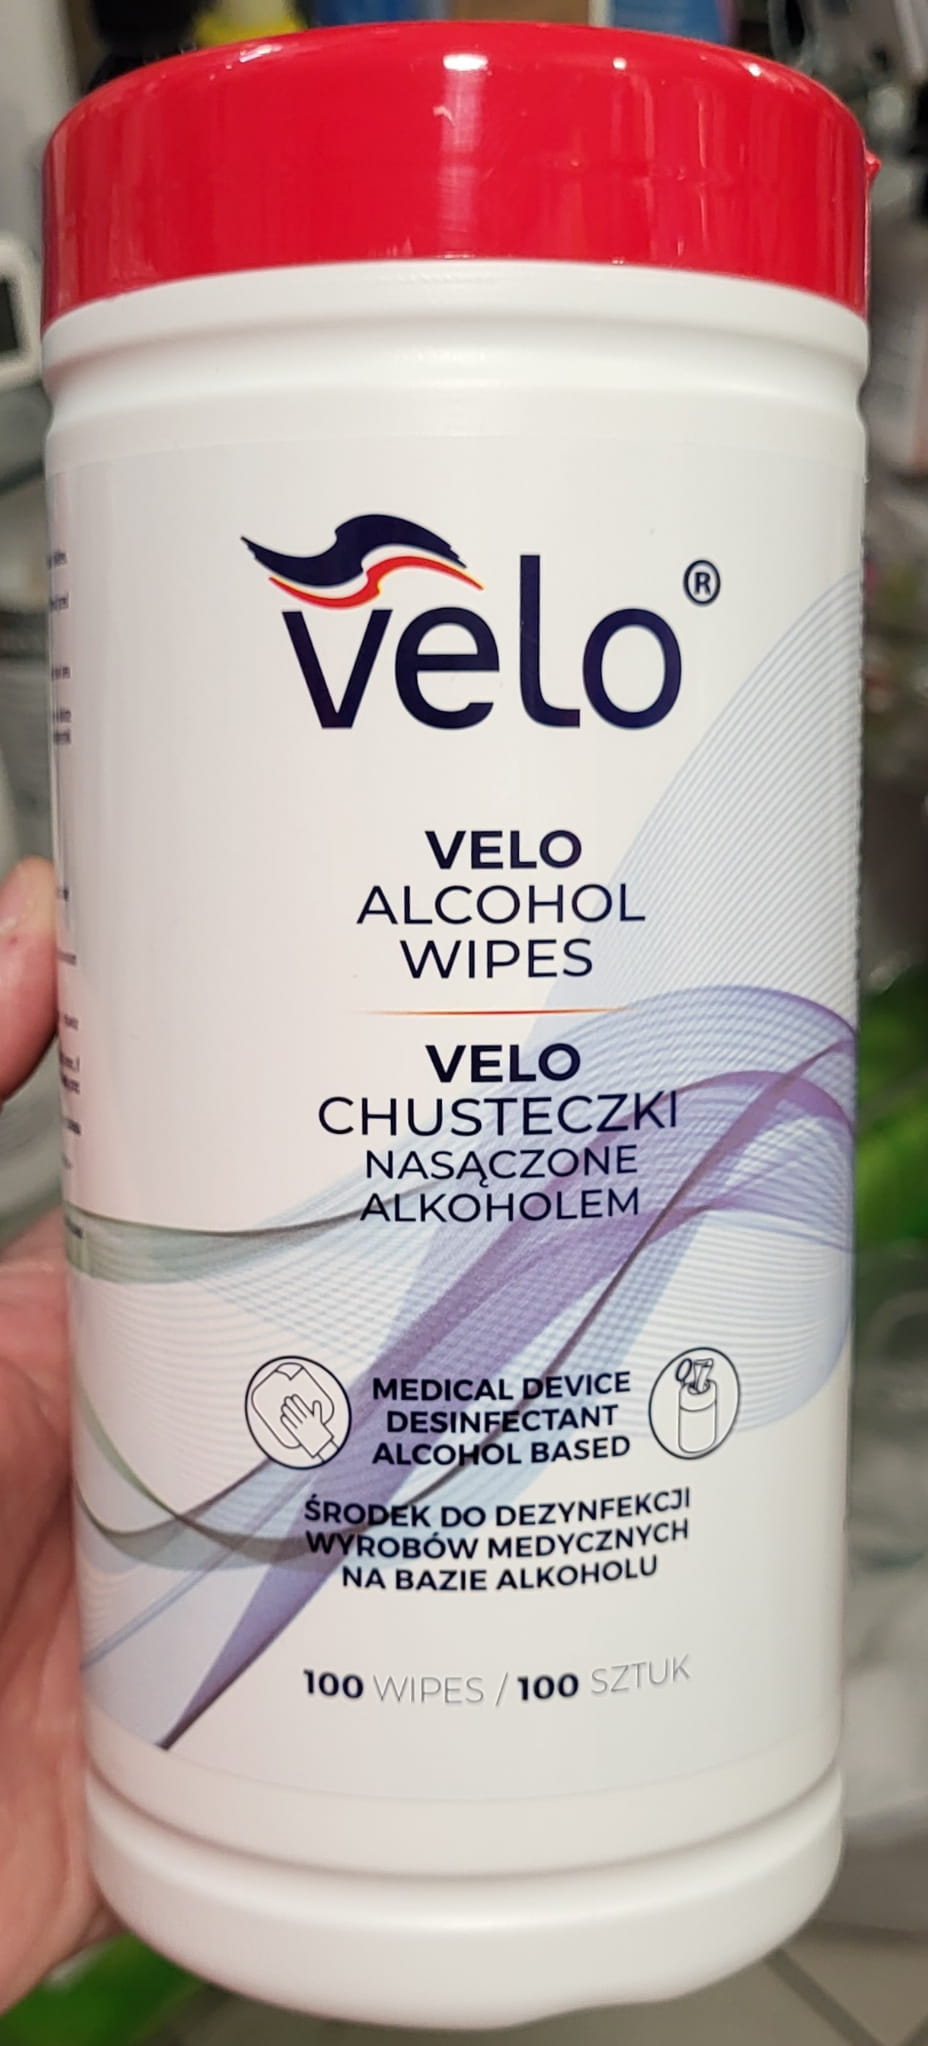 velo®
VELO
ALCOHOL
WIPES
VELO
CHUSTECZKI
NASĄCZONE
ALKOHOLEM
MEDICAL DEVICE
DESINFECTANT
ALCOHOL BASED
ŚRODEK DO DEZYNFEKCJI
WYROBÓW MEDYCZNYCH
NA BAZIE ALKOHOLU
100 WIPES / 100 SZTUK